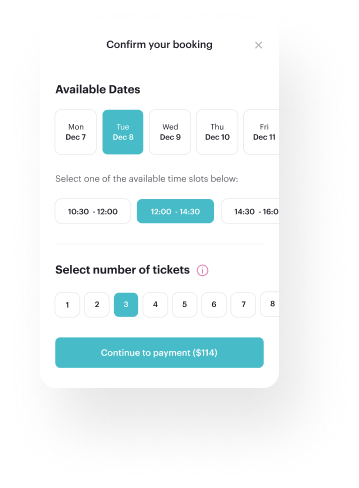 Confirm your booking
Available Dates
Mon Tue Wed Thu Fri
Dec 7 Dec 8 Dec 9 Dec 10 Dec 11
Select one of the available time slots below:
10:30 - 12:00 12:00 - 14:30 14:30 - 16:0
Select number of tickets
1 2 3 4 5 6 7 8
Continue to payment ($114)